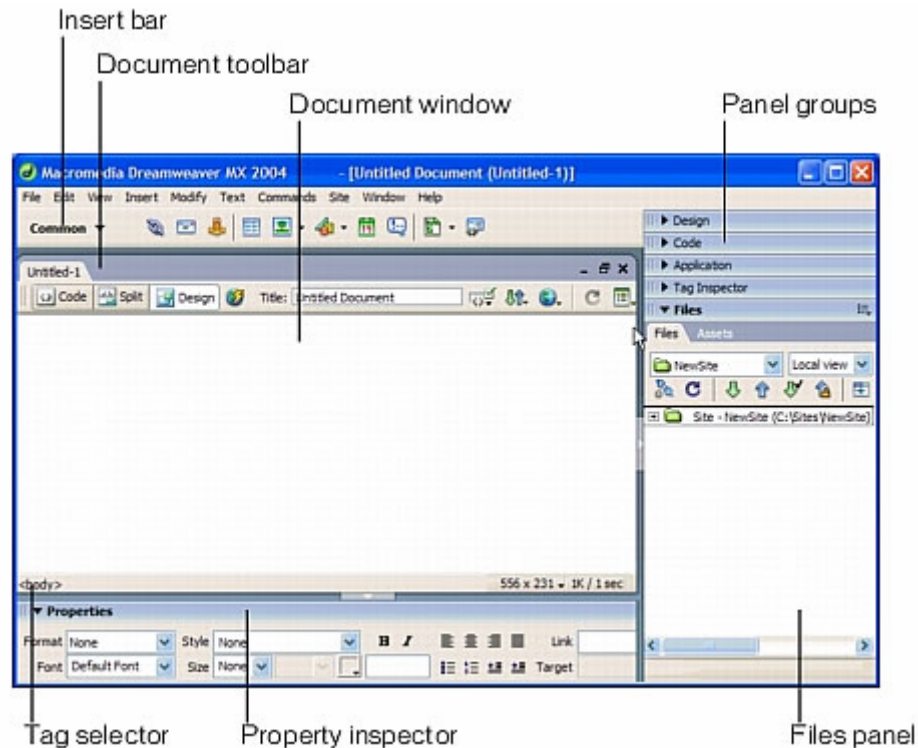 Insert bar
Document toolbar
Document window
Panel groups
Macromedia Dreamweaver MX 2004 - [Untitled Document (Untitled-1)]
File Edit View Insert Modify Text Commands Site Window Help
Common
Design
Code
Application
Tag Inspector
Files
Untitled-1
Code Split Design Title: Untitled Document
Files Assets
NewSite Local view
Site - NewSite (C:\Sites\NewSite)
<body> 556 x 231 1K / 1 sec
Properties
Format None Style None B I Link
Font Default Font Size None Target
Tag selector
Property inspector
Files panel